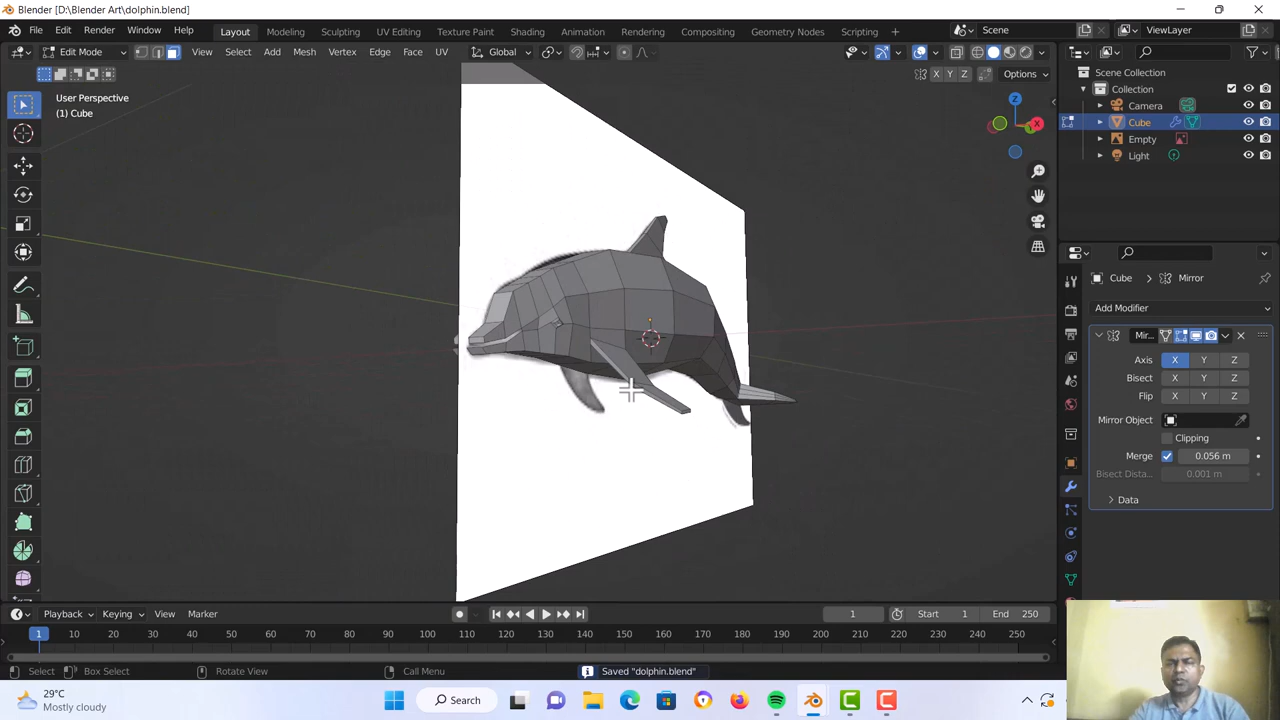 Blender [D:\Blender Art\dolphin.blend]
File Edit Render Window Help Layout Modeling Sculpting UV Editing Texture Paint Shading Animation Rendering Compositing Geometry Nodes Scripting + Scene ViewLayer
Edit Mode View Select Add Mesh Vertex Edge Face UV Global
X Y Z Options
User Perspective
(1) Cube
Z
X
Scene Collection
Collection
Camera
Cube
Empty
Light
Cube Mirror
Add Modifier
Mir...
Axis X Y Z
Bisect X Y Z
Flip X Y Z
Mirror Object
Clipping
Merge 0.056 m
Bisect Dista... 0.001 m
Data
Playback Keying View Marker 1 Start 1 End 250
1 10 20 30 40 50 60 70 80 90 100 110 120 130 140 150 160 170 180 190 200 210 220 230 240 250
Select Box Select Rotate View Call Menu Saved "dolphin.blend"
29°C
Mostly cloudy
Search